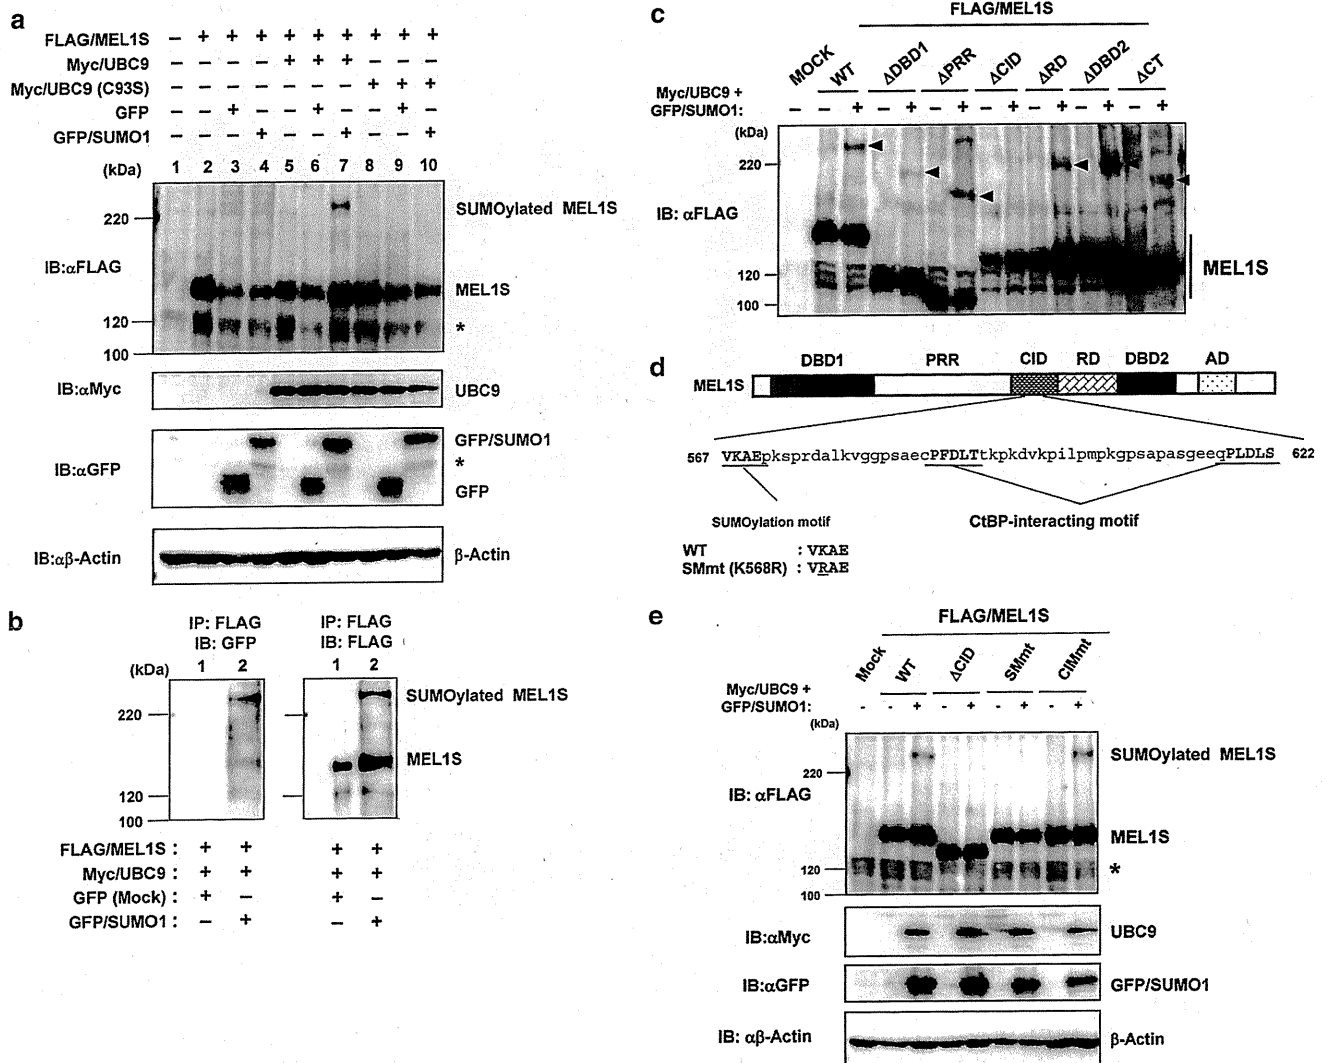 a
FLAG/MEL1S – + + + + + + + + +
Myc/UBC9 – – – – + + + – – –
Myc/UBC9 (C93S) – – – – – – – + + +
GFP – – + – – + – – + –
GFP/SUMO1 – – – + – – + – – +
(kDa) 1 2 3 4 5 6 7 8 9 10
220
SUMOylated MEL1S
IB:αFLAG
MEL1S
120
*
100
IB:αMyc
UBC9
GFP/SUMO1
IB:αGFP
*
GFP
IB:αβ-Actin
β-Actin
b
IP: FLAG
IB: GFP
IP: FLAG
IB: FLAG
(kDa) 1 2 1 2
SUMOylated MEL1S
220
MEL1S
120
100
FLAG/MEL1S : + + + +
Myc/UBC9 : + + + +
GFP (Mock) : + – + –
GFP/SUMO1 : – + – +
c
FLAG/MEL1S
MOCK WT ΔDBD1 ΔPRR ΔCID ΔRD ΔDBD2 ΔCT
Myc/UBC9 +
GFP/SUMO1: – – + – + – + – + – + – + – +
(kDa)
220
IB: αFLAG
120
MEL1S
100
d
DBD1 PRR CID RD DBD2 AD
MEL1S
567 VKAEpksprdalkvggpsaecPFDLTtkpkdvkpilpmpkgpsapasgeeqPLDLS 622
SUMOylation motif
CtBP-interacting motif
WT : VKAE
SMmt (K568R) : VRAE
e
FLAG/MEL1S
Mock WT ΔCID SMmt CIMmt
Myc/UBC9 +
GFP/SUMO1: - - + - + - + - +
(kDa)
SUMOylated MEL1S
220
IB: αFLAG
MEL1S
120
*
100
IB:αMyc
UBC9
IB:αGFP
GFP/SUMO1
IB: αβ-Actin
β-Actin